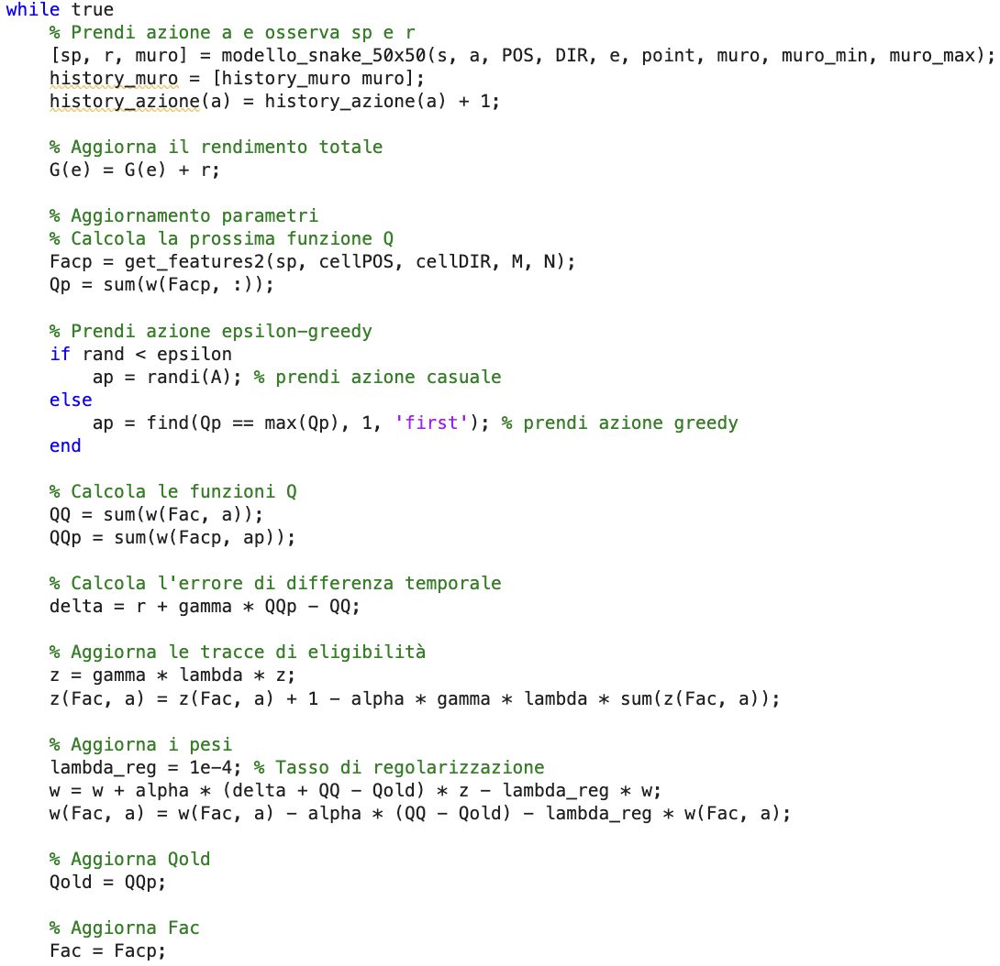 while true
% Prendi azione a e osserva sp e r
[sp, r, muro] = modello_snake_50x50(s, a, POS, DIR, e, point, muro, muro_min, muro_max);
history_muro = [history_muro muro];
history_azione(a) = history_azione(a) + 1;
% Aggiorna il rendimento totale
G(e) = G(e) + r;
% Aggiornamento parametri
% Calcola la prossima funzione Q
Facp = get_features2(sp, cellPOS, cellDIR, M, N);
Qp = sum(w(Facp, :));
% Prendi azione epsilon-greedy
if rand < epsilon
ap = randi(A); % prendi azione casuale
else
ap = find(Qp == max(Qp), 1, 'first'); % prendi azione greedy
end
% Calcola le funzioni Q
QQ = sum(w(Fac, a));
QQp = sum(w(Facp, ap));
% Calcola l'errore di differenza temporale
delta = r + gamma * QQp - QQ;
% Aggiorna le tracce di eligibilità
z = gamma * lambda * z;
z(Fac, a) = z(Fac, a) + 1 - alpha * gamma * lambda * sum(z(Fac, a));
% Aggiorna i pesi
lambda_reg = 1e-4; % Tasso di regolarizzazione
w = w + alpha * (delta + QQ - Qold) * z - lambda_reg * w;
w(Fac, a) = w(Fac, a) - alpha * (QQ - Qold) - lambda_reg * w(Fac, a);
% Aggiorna Qold
Qold = QQp;
% Aggiorna Fac
Fac = Facp;